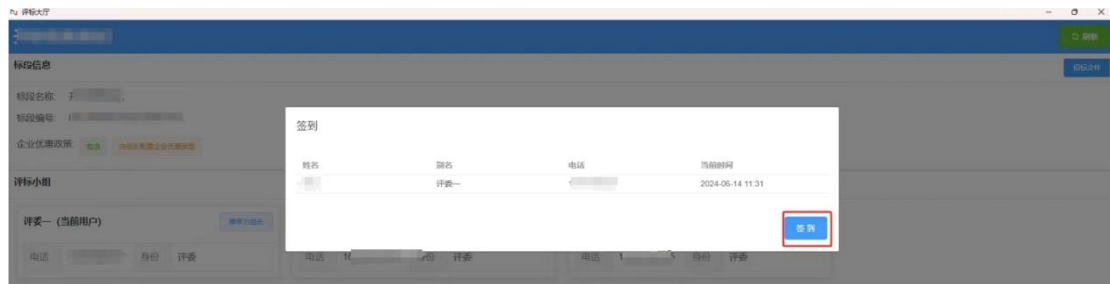 评标大厅
刷新
标段信息
招标文件
标段名称:
标段编号:
企业优惠政策:
签到
姓名 别名 电话 当前时间
评委一 2024-06-14 11:31
评标小组
评委一 (当前用户)
签到
电话 身份 评委
电话 身份 评委
电话 身份 评委